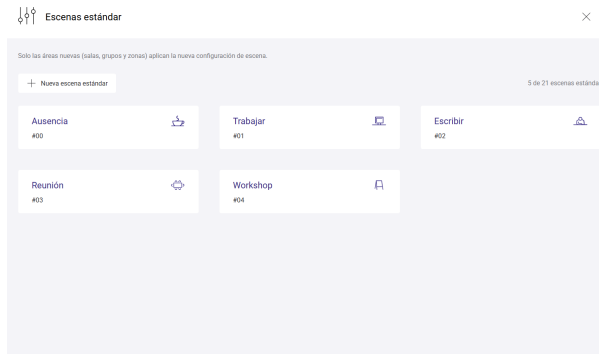 Escenas estándar
Solo las áreas nuevas (salas, grupos y zonas) aplican la nueva configuración de escena.
Nueva escena estándar
5 de 21 escenas estánda
Ausencia
#00
Trabajar
#01
Escribir
#02
Reunión
#03
Workshop
#04